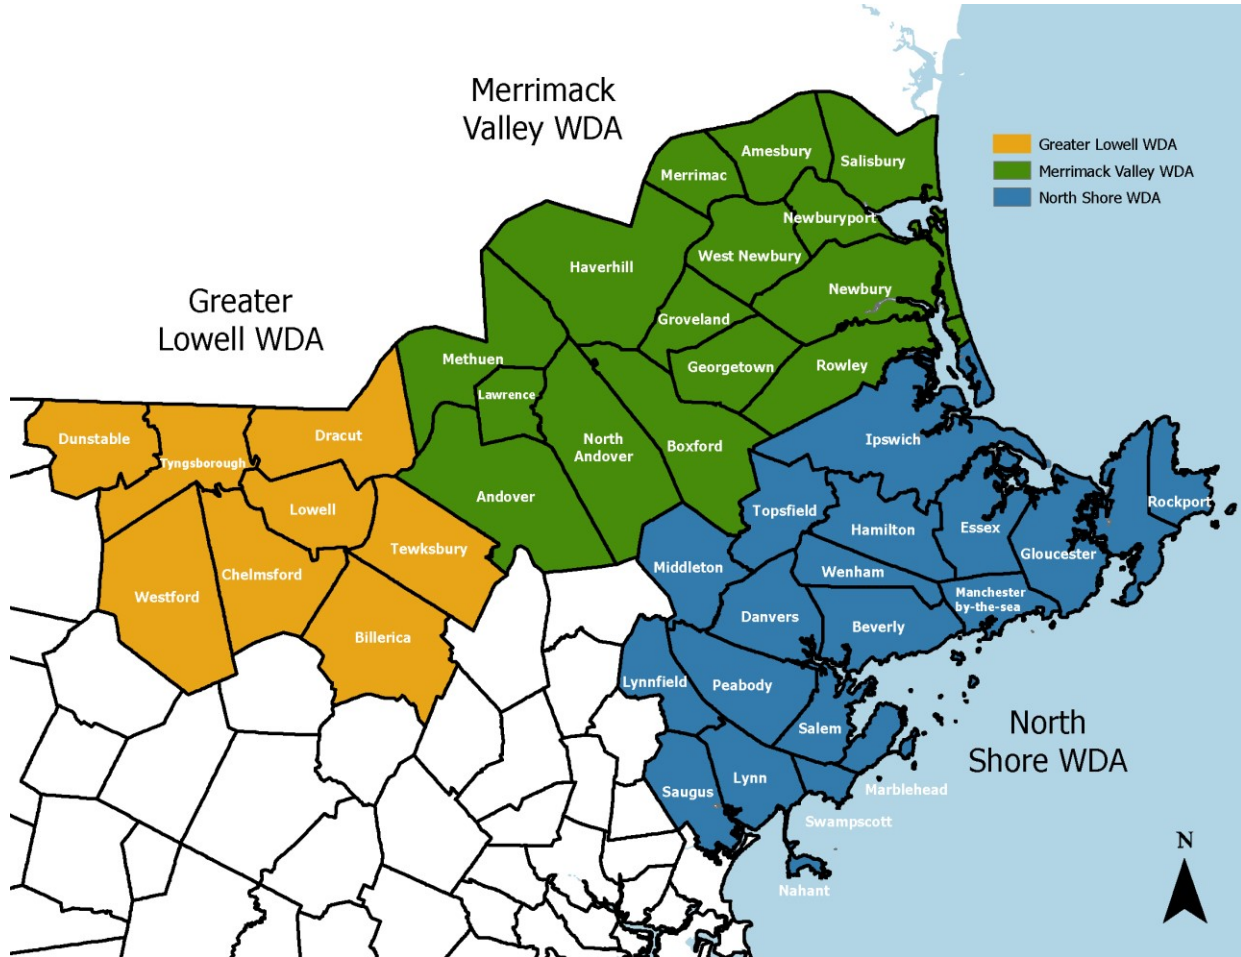 Merrimack
Valley WDA
Greater Lowell WDA
Merrimack Valley WDA
North Shore WDA
Amesbury
Salisbury
Merrimac
Newburyport
West Newbury
Haverhill
Newbury
Greater
Lowell WDA
Groveland
Methuen
Georgetown
Rowley
Lawrence
Dunstable
Dracut
Tyngsborough
North
Andover
Boxford
Ipswich
Andover
Lowell
Topsfield
Hamilton
Essex
Rockport
Tewksbury
Gloucester
Chelmsford
Middleton
Wenham
Westford
Manchester
by-the-sea
Billerica
Danvers
Beverly
Lynnfield
Peabody
Salem
North
Shore WDA
Saugus
Lynn
Marblehead
Swampscott
Nahant
N